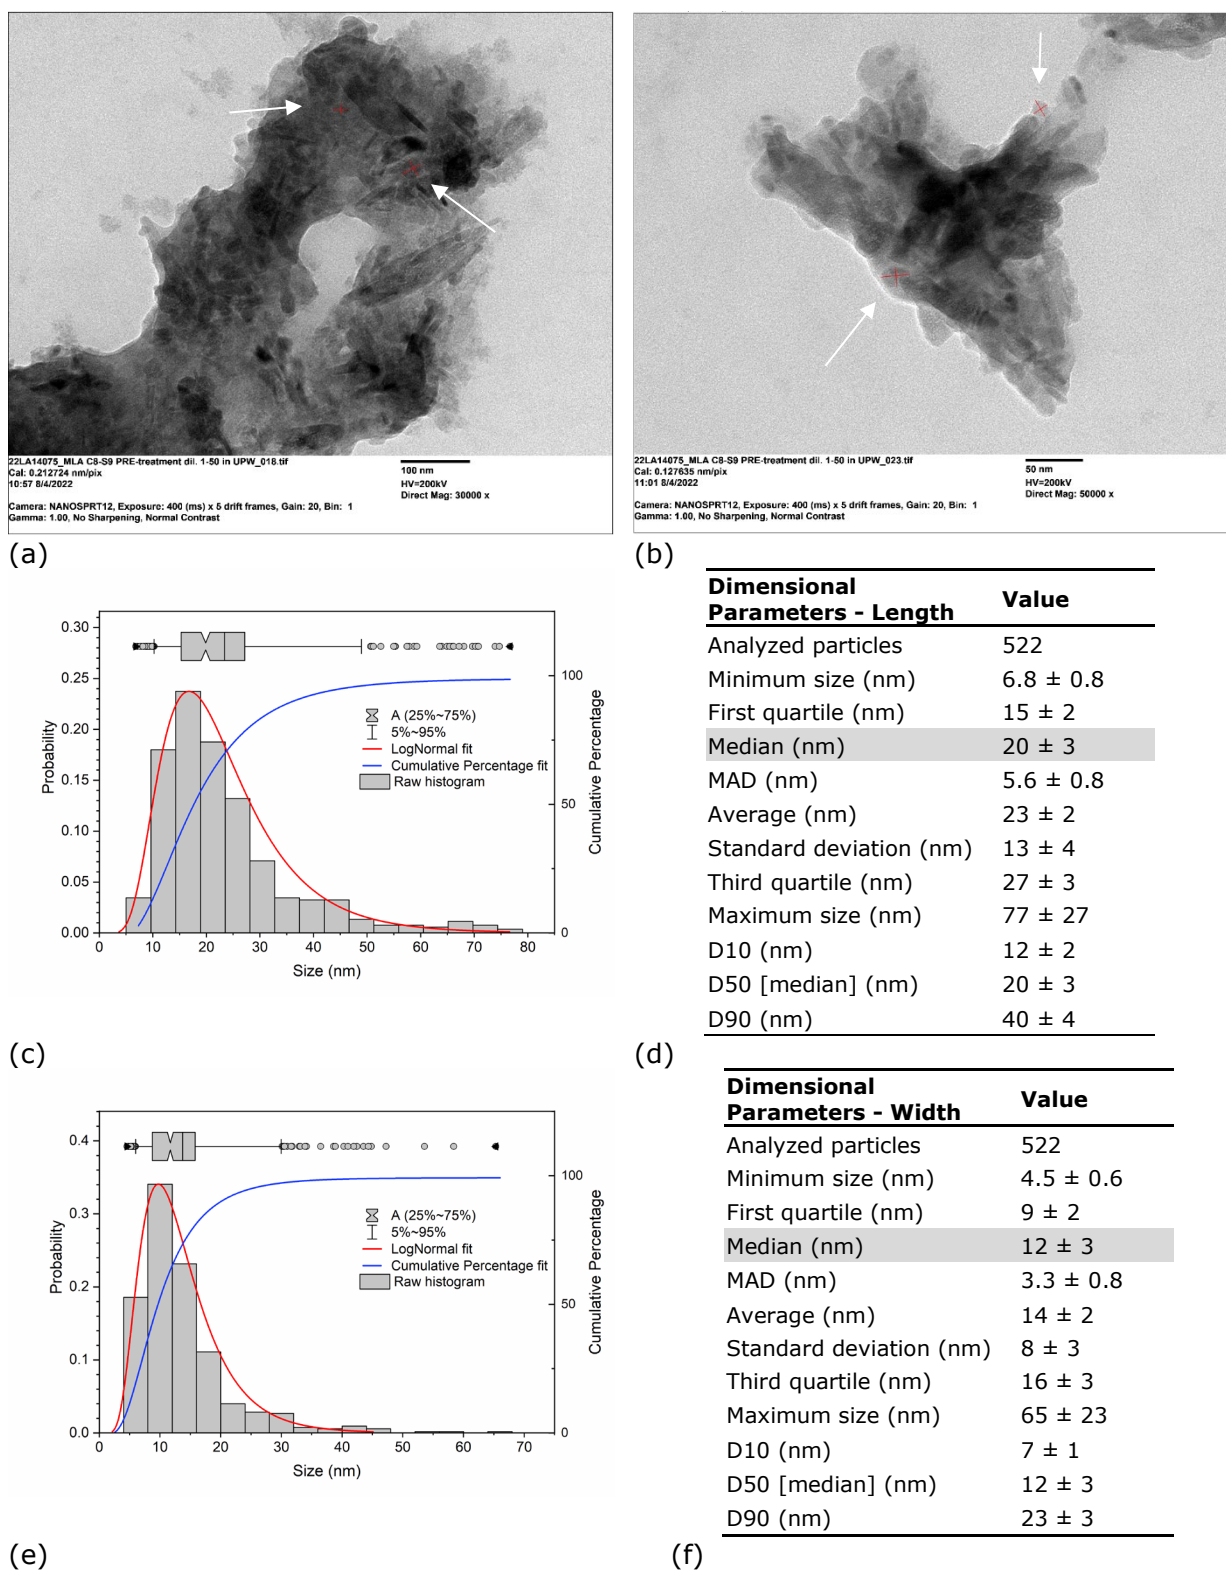 22LA14075_MLA C8-S9 PRE-treatment dil. 1-50 in UPW_018.tif
Cal: 0.212724 nm/pix
10:57 8/4/2022
Camera: NANOSPRT12, Exposure: 400 (ms) x 5 drift frames, Gain: 20, Bin: 1
Gamma: 1.00, No Sharpening, Normal Contrast
100 nm
HV=200kV
Direct Mag: 30000 x
22LA14075_MLA C8-S9 PRE-treatment dil. 1-50 in UPW_023.tif
Cal: 0.127635 nm/pix
11:01 8/4/2022
Camera: NANOSPRT12, Exposure: 400 (ms) x 5 drift frames, Gain: 20, Bin: 1
Gamma: 1.00, No Sharpening, Normal Contrast
50 nm
HV=200kV
Direct Mag: 50000 x
(a)
(b)
Probability
0.30
0.25
0.20
0.15
0.10
0.05
0.00
0 10 20 30 40 50 60 70 80
Size (nm)
100
50
0
Cumulative Percentage
A (25%~75%)
5%~95%
LogNormal fit
Cumulative Percentage fit
Raw histogram
(c)
Dimensional
Parameters - Length Value
Analyzed particles 522
Minimum size (nm) 6.8 ± 0.8
First quartile (nm) 15 ± 2
Median (nm) 20 ± 3
MAD (nm) 5.6 ± 0.8
Average (nm) 23 ± 2
Standard deviation (nm) 13 ± 4
Third quartile (nm) 27 ± 3
Maximum size (nm) 77 ± 27
D10 (nm) 12 ± 2
D50 [median] (nm) 20 ± 3
D90 (nm) 40 ± 4
(d)
Probability
0.4
0.3
0.2
0.1
0.0
0 10 20 30 40 50 60 70
Size (nm)
100
50
0
Cumulative Percentage
A (25%~75%)
5%~95%
LogNormal fit
Cumulative Percentage fit
Raw histogram
(e)
Dimensional
Parameters - Width Value
Analyzed particles 522
Minimum size (nm) 4.5 ± 0.6
First quartile (nm) 9 ± 2
Median (nm) 12 ± 3
MAD (nm) 3.3 ± 0.8
Average (nm) 14 ± 2
Standard deviation (nm) 8 ± 3
Third quartile (nm) 16 ± 3
Maximum size (nm) 65 ± 23
D10 (nm) 7 ± 1
D50 [median] (nm) 12 ± 3
D90 (nm) 23 ± 3
(f)